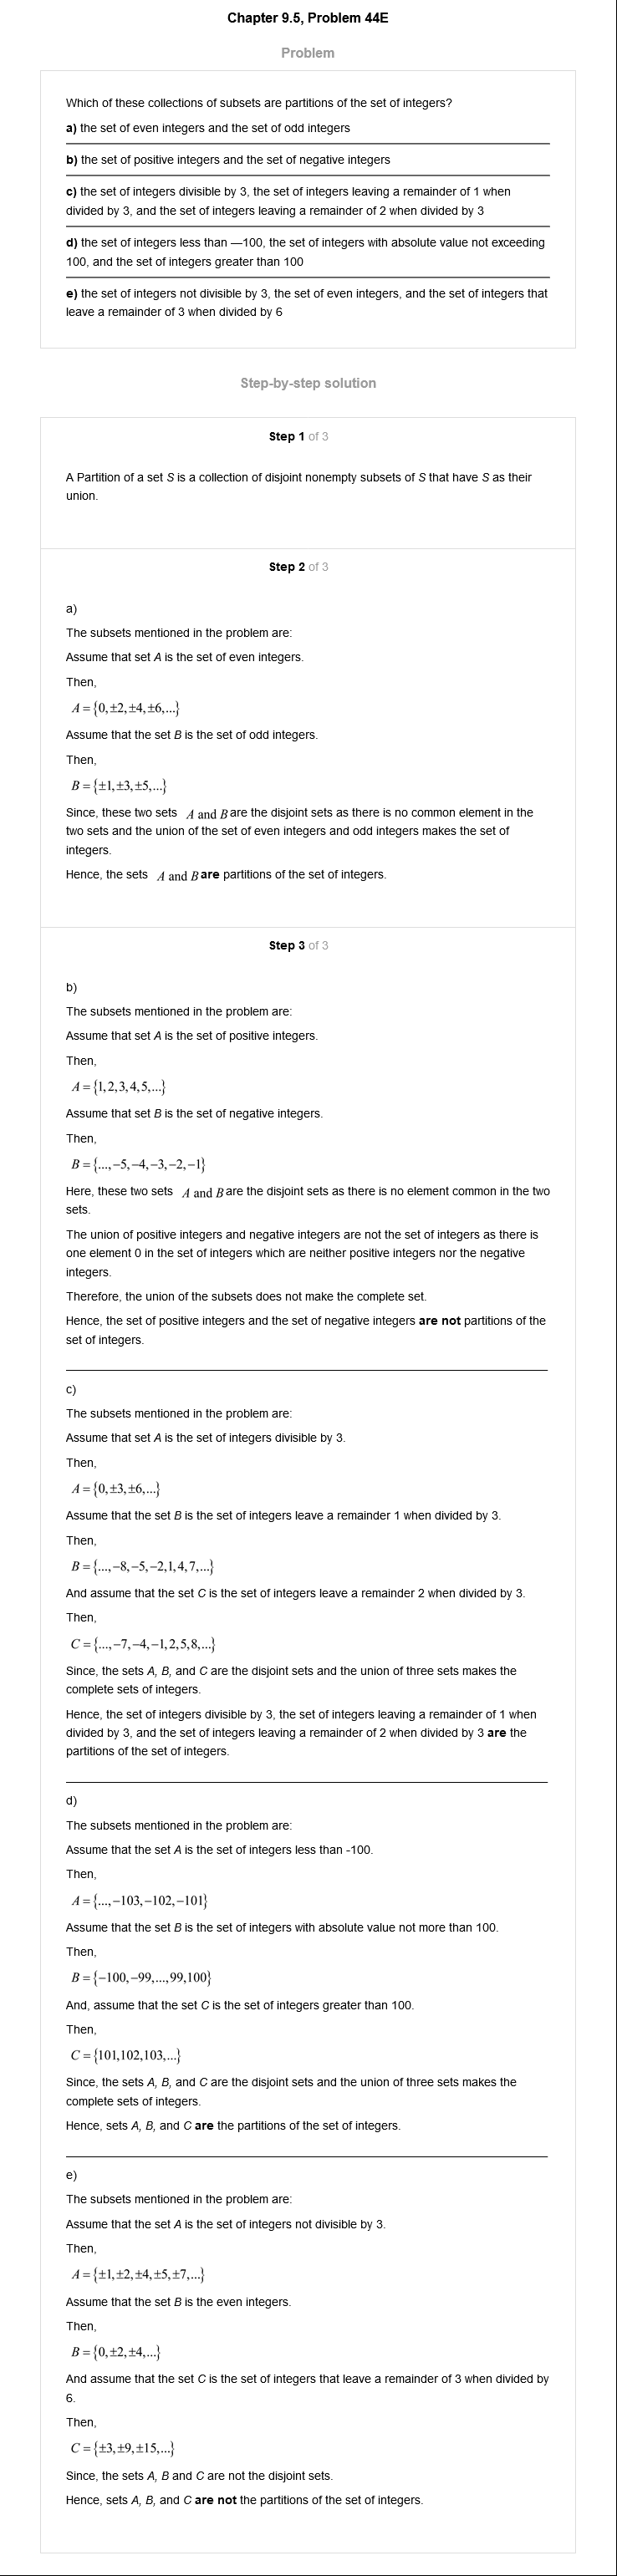 Chapter 9.5, Problem 44E
Problem
Which of these collections of subsets are partitions of the set of integers?
a) the set of even integers and the set of odd integers
b) the set of positive integers and the set of negative integers
c) the set of integers divisible by 3, the set of integers leaving a remainder of 1 when
divided by 3, and the set of integers leaving a remainder of 2 when divided by 3
d) the set of integers less than —100, the set of integers with absolute value not exceeding
100, and the set of integers greater than 100
e) the set of integers not divisible by 3, the set of even integers, and the set of integers that
leave a remainder of 3 when divided by 6
Step-by-step solution
Step 1 of 3
A Partition of a set S is a collection of disjoint nonempty subsets of S that have S as their
union.
Step 2 of 3
a)
The subsets mentioned in the problem are:
Assume that set A is the set of even integers.
Then,
A = {0, ±2, ±4, ±6,...}
Assume that the set B is the set of odd integers.
Then,
B = {±1, ±3, ±5,...}
Since, these two sets A and B are the disjoint sets as there is no common element in the
two sets and the union of the set of even integers and odd integers makes the set of
integers.
Hence, the sets A and B are partitions of the set of integers.
Step 3 of 3
b)
The subsets mentioned in the problem are:
Assume that set A is the set of positive integers.
Then,
A = {1, 2, 3, 4, 5,...}
Assume that set B is the set of negative integers.
Then,
B = {..., −5, −4, −3, −2, −1}
Here, these two sets A and B are the disjoint sets as there is no element common in the two
sets.
The union of positive integers and negative integers are not the set of integers as there is
one element 0 in the set of integers which are neither positive integers nor the negative
integers.
Therefore, the union of the subsets does not make the complete set.
Hence, the set of positive integers and the set of negative integers are not partitions of the
set of integers.
c)
The subsets mentioned in the problem are:
Assume that set A is the set of integers divisible by 3.
Then,
A = {0, ±3, ±6,...}
Assume that the set B is the set of integers leave a remainder 1 when divided by 3.
Then,
B = {..., −8, −5, −2, 1, 4, 7,...}
And assume that the set C is the set of integers leave a remainder 2 when divided by 3.
Then,
C = {..., −7, −4, −1, 2, 5, 8,...}
Since, the sets A, B, and C are the disjoint sets and the union of three sets makes the
complete sets of integers.
Hence, the set of integers divisible by 3, the set of integers leaving a remainder of 1 when
divided by 3, and the set of integers leaving a remainder of 2 when divided by 3 are the
partitions of the set of integers.
d)
The subsets mentioned in the problem are:
Assume that the set A is the set of integers less than -100.
Then,
A = {..., −103, −102, −101}
Assume that the set B is the set of integers with absolute value not more than 100.
Then,
B = {−100, −99,..., 99, 100}
And, assume that the set C is the set of integers greater than 100.
Then,
C = {101, 102, 103,...}
Since, the sets A, B, and C are the disjoint sets and the union of three sets makes the
complete sets of integers.
Hence, sets A, B, and C are the partitions of the set of integers.
e)
The subsets mentioned in the problem are:
Assume that the set A is the set of integers not divisible by 3.
Then,
A = {±1, ±2, ±4, ±5, ±7,...}
Assume that the set B is the even integers.
Then,
B = {0, ±2, ±4,...}
And assume that the set C is the set of integers that leave a remainder of 3 when divided by
6.
Then,
C = {±3, ±9, ±15,...}
Since, the sets A, B and C are not the disjoint sets.
Hence, sets A, B, and C are not the partitions of the set of integers.